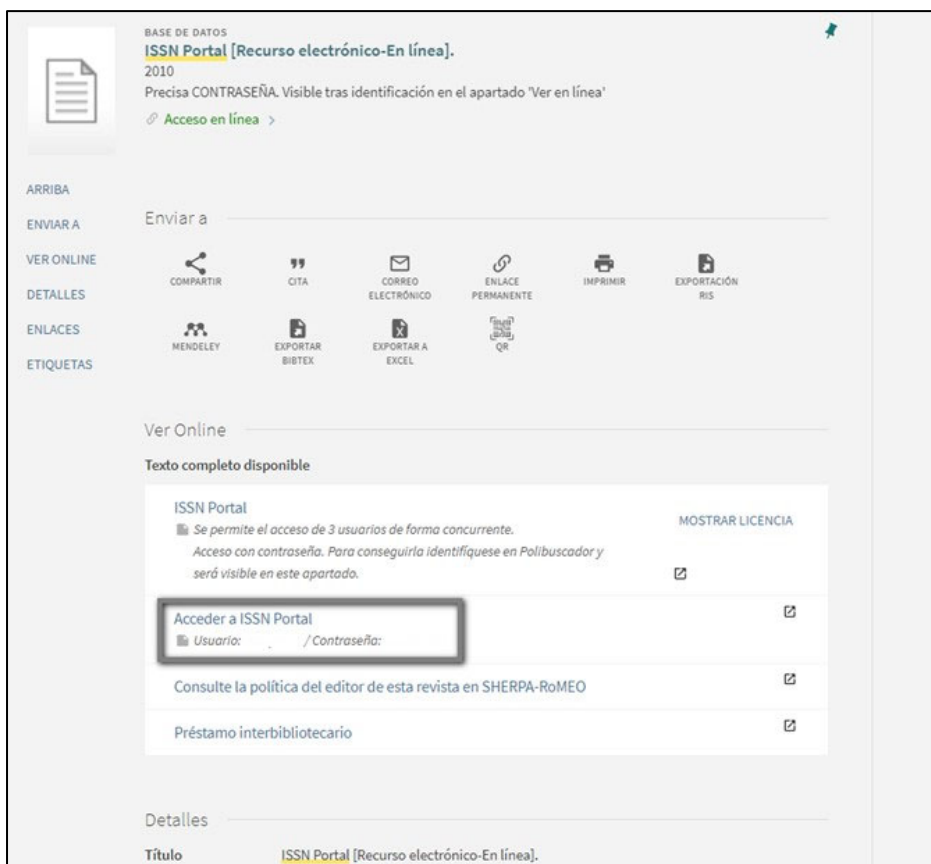 BASE DE DATOS
ISSN Portal [Recurso electrónico-En línea].
2010
Precisa CONTRASEÑA. Visible tras identificación en el apartado 'Ver en línea'
Acceso en línea >
ARRIBA
ENVIAR A
VER ONLINE
DETALLES
ENLACES
ETIQUETAS
Enviar a
COMPARTIR
CITA
CORREO
ELECTRÓNICO
ENLACE
PERMANENTE
IMPRIMIR
EXPORTACIÓN
RIS
MENDELEY
EXPORTAR
BIBTEX
EXPORTAR A
EXCEL
QR
Ver Online
Texto completo disponible
ISSN Portal
MOSTRAR LICENCIA
Se permite el acceso de 3 usuarios de forma concurrente.
Acceso con contraseña. Para conseguirla identifíquese en Polibuscador y
será visible en este apartado.
Acceder a ISSN Portal
Usuario: / Contraseña:
Consulte la política del editor de esta revista en SHERPA-RoMEO
Préstamo interbibliotecario
Detalles
Título ISSN Portal [Recurso electrónico-En línea].